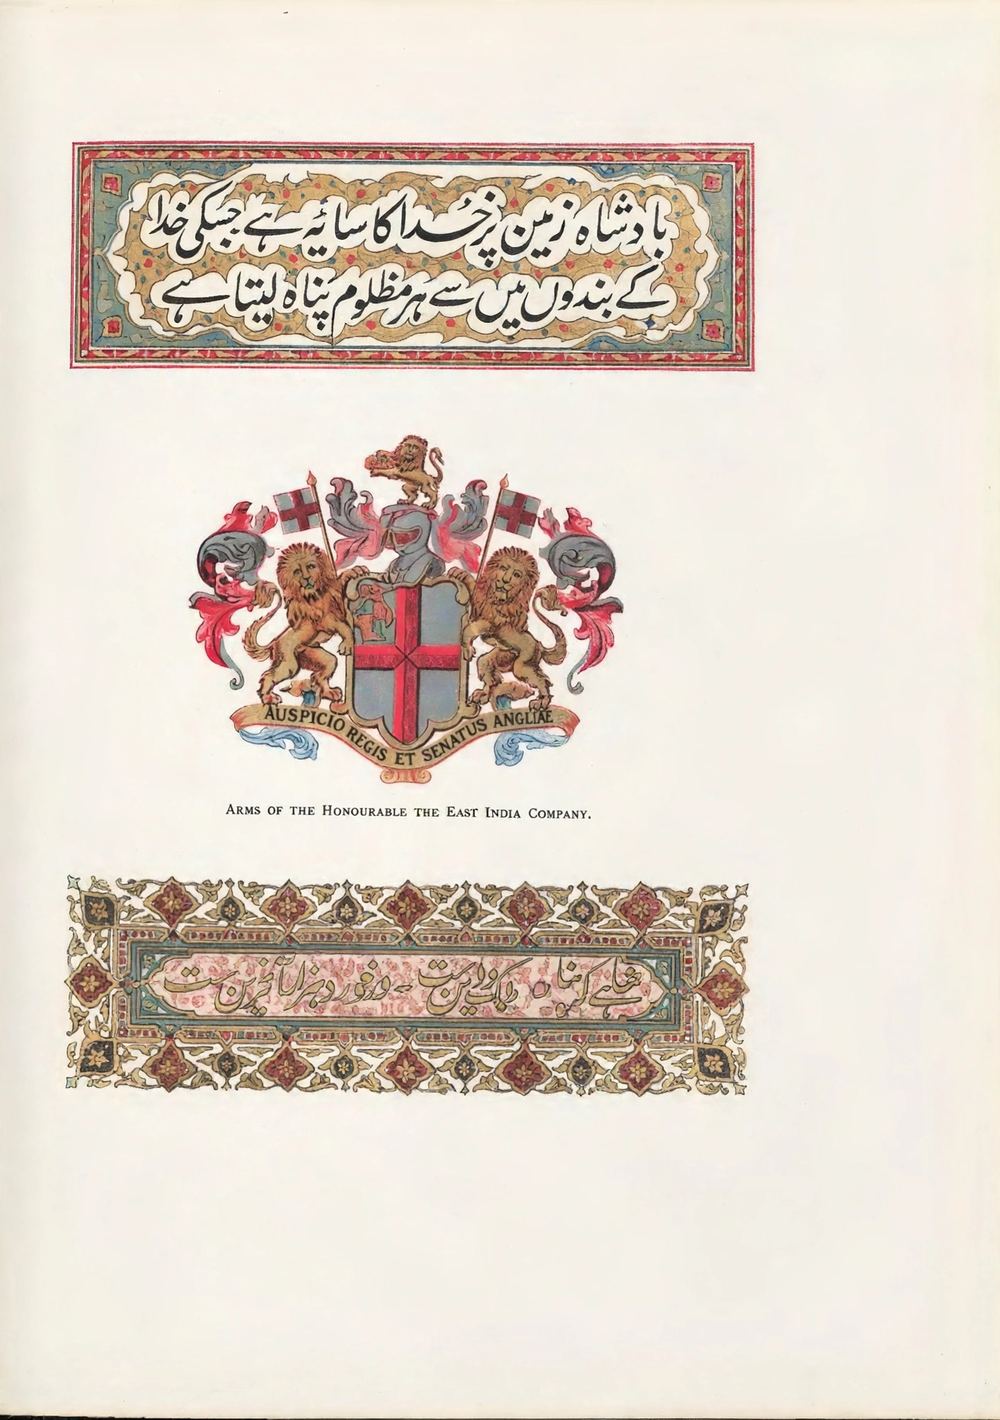 بادشاہ زمین پر خُدا کا سایہ ہے جسکی خدا
کے بندوں میں سے ہر مظلوم پناہ لیتا ہے
AUSPICIO REGIS ET SENATUS ANGLIAE
ARMS OF THE HONOURABLE THE EAST INDIA COMPANY.